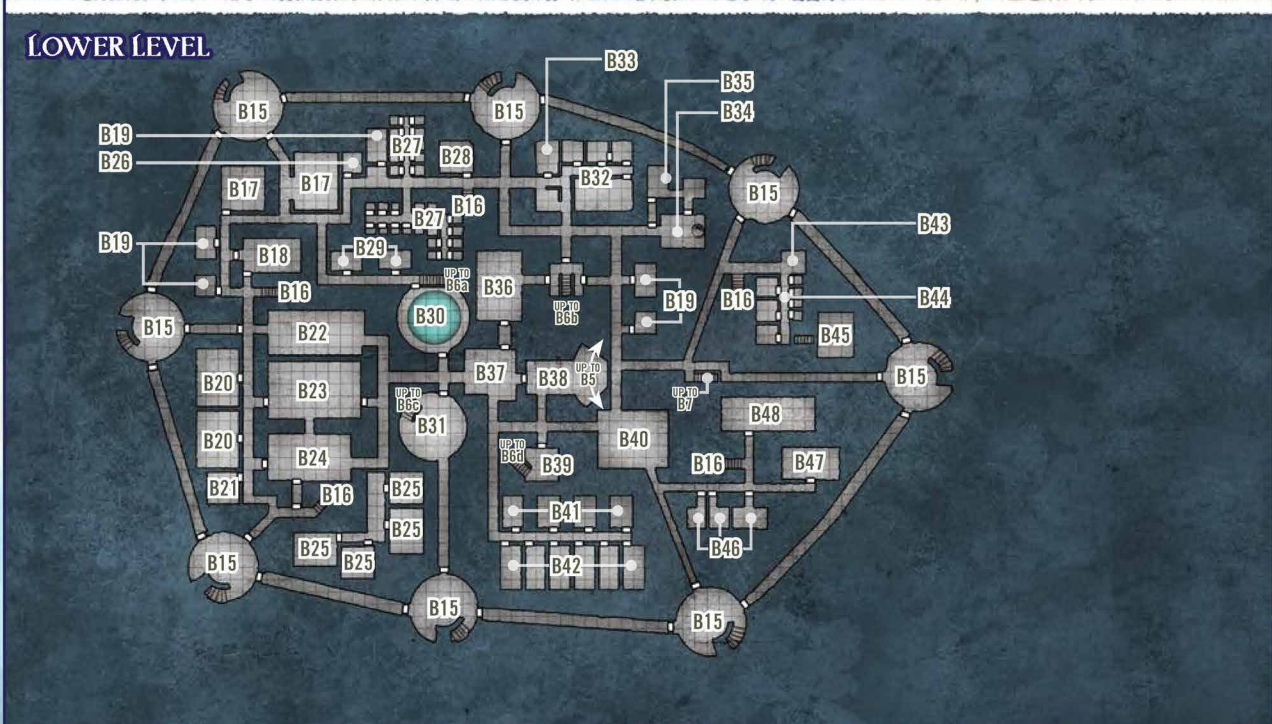 LOWER LEVEL
B33
B35
B34
B15
B15
B19
B26
B27
B28
B32
B15
B17
B17
B16
B27
B43
B19
B18
B29
UP TO
B6a
B36
B19
B16
B44
B16
UP TO
B6b
B15
B22
B30
B45
B20
B23
B37
B38
UP TO
B5
UP TO
B7
B15
UP TO
B6c
B31
B40
B48
B20
B24
UP TO
B6d
B39
B16
B47
B21
B16
B25
B41
B25
B46
B25
B25
B42
B15
B15
B15